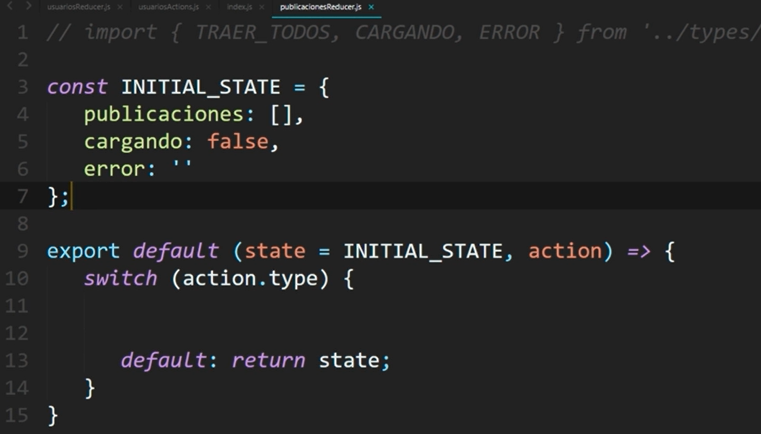 usuariosReducer.js × usuariosActions.js × index.js × publicacionesReducer.js ×
1 // import { TRAER_TODOS, CARGANDO, ERROR } from '../types/
2
3 const INITIAL_STATE = {
4 publicaciones: [],
5 cargando: false,
6 error: ''
7 };
8
9 export default (state = INITIAL_STATE, action) => {
10 switch (action.type) {
11
12
13 default: return state;
14 }
15 }